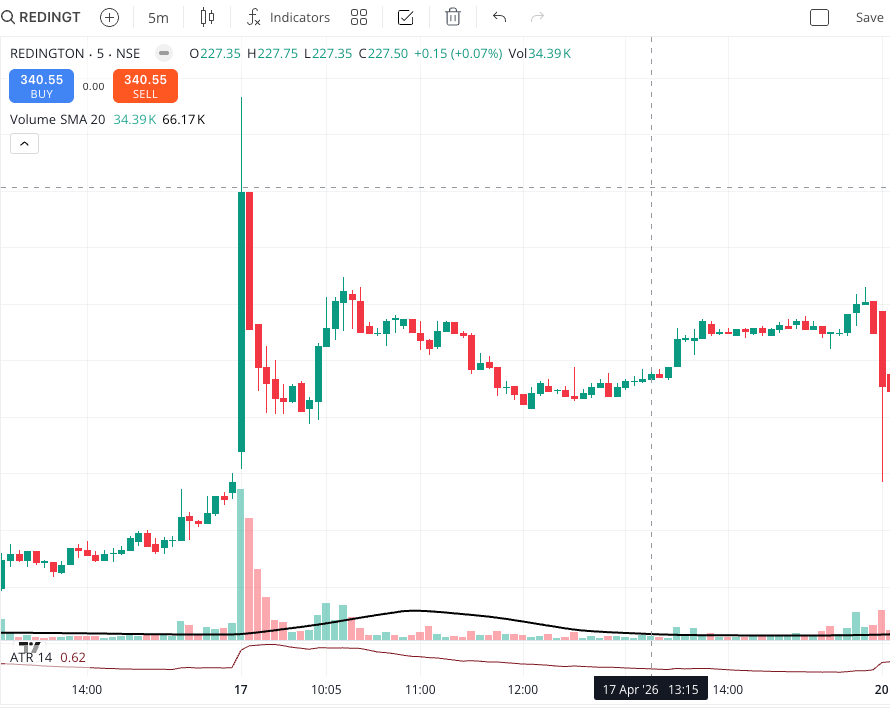 REDINGT 5m Indicators Save
REDINGTON · 5 · NSE O227.35 H227.75 L227.35 C227.50 +0.15 (+0.07%) Vol34.39K
340.55 0.00 340.55
BUY SELL
Volume SMA 20 34.39K 66.17K
ATR 14 0.62
14:00 17 10:05 11:00 12:00 17 Apr '26 13:15 14:00 20